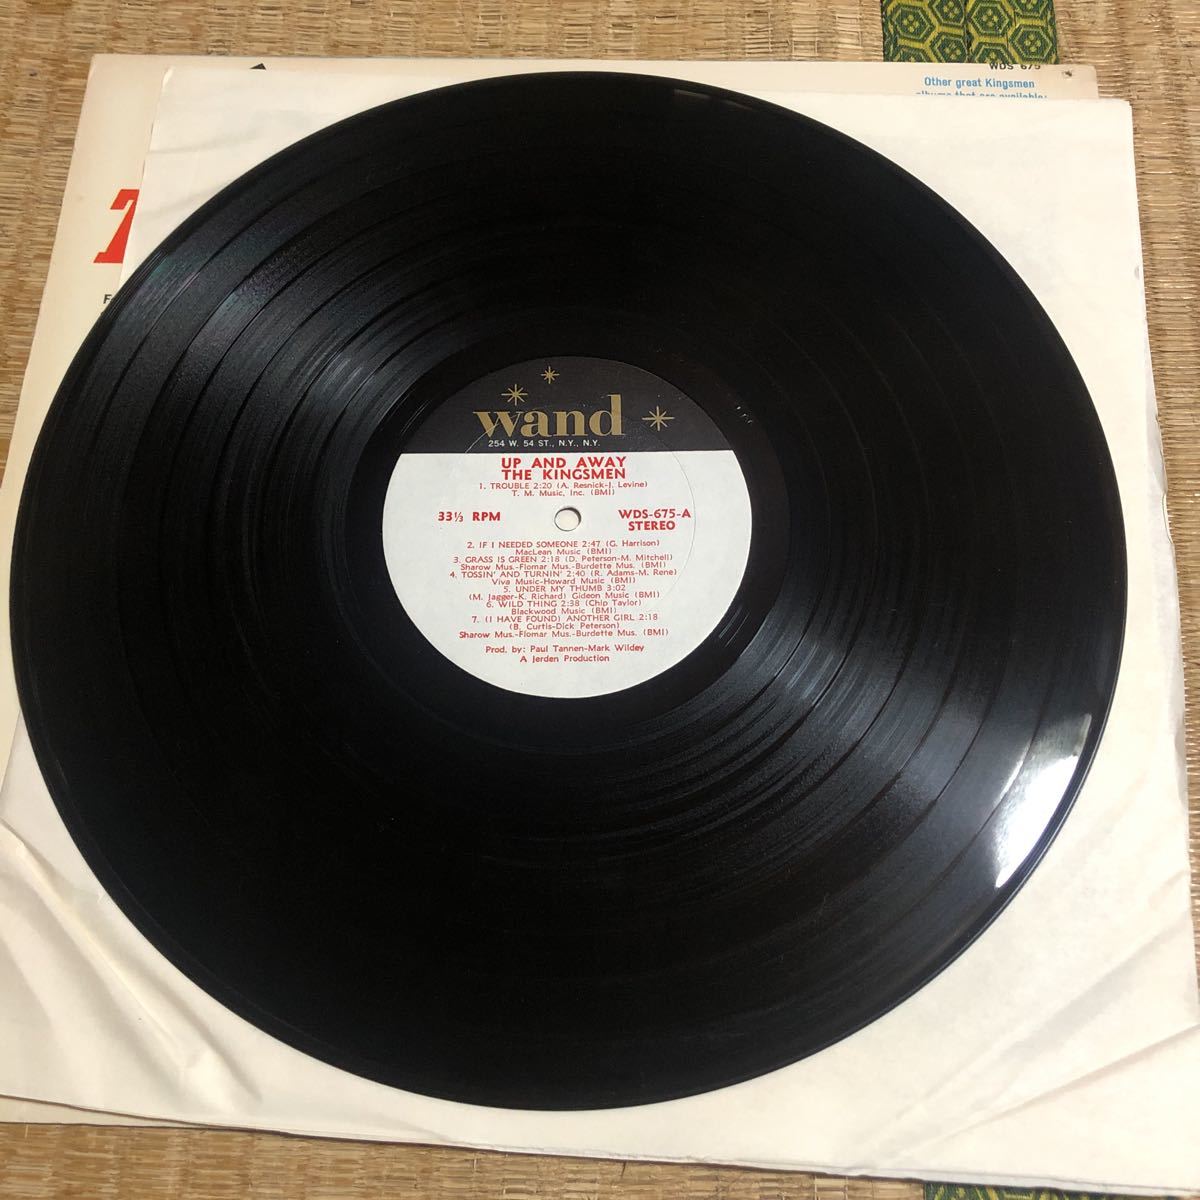 WDS 675
Other great Kingsmen
albums that are available:
wand
254 W. 54 ST., N.Y., N.Y.
UP AND AWAY
THE KINGSMEN
1. TROUBLE 2:20 (A. Resnick-J. Levine)
T. M. Music, Inc. (BMI)
33⅓ RPM
WDS-675-A
STEREO
2. IF I NEEDED SOMEONE 2:47 (G. Harrison)
MacLean Music (BMI)
3. GRASS IS GREEN 2:18 (D. Peterson-M. Mitchell)
Sharow Mus.-Flomar Mus.-Burdette Mus. (BMI)
4. TOSSIN' AND TURNIN' 2:40 (R. Adams-M. Rene)
Viva Music-Howard Music (BMI)
5. UNDER MY THUMB 3:02
(M. Jagger-K. Richard) Gideon Music (BMI)
6. WILD THING 2:38 (Chip Taylor)
Blackwood Music (BMI)
7. (I HAVE FOUND) ANOTHER GIRL 2:18
(B. Curtis-Dick Peterson)
Sharow Mus.-Flomar Mus.-Burdette Mus. (BMI)
Prod. by: Paul Tannen-Mark Wildey
A Jerden Production